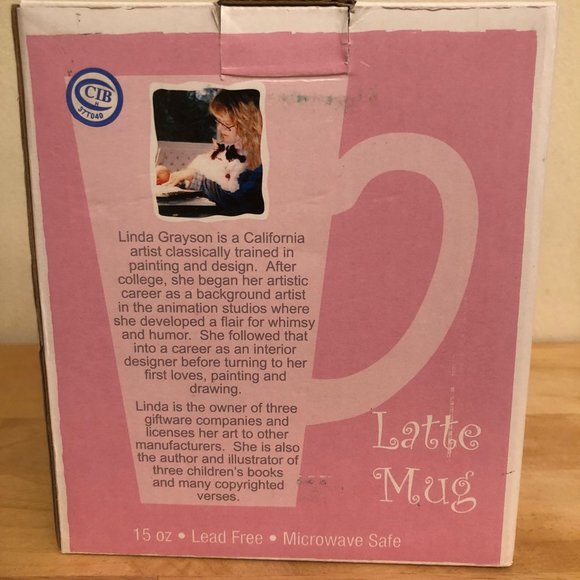 CIB
N
37T040
Linda Grayson is a California
artist classically trained in
painting and design. After
college, she began her artistic
career as a background artist
in the animation studios where
she developed a flair for whimsy
and humor. She followed that
into a career as an interior
designer before turning to her
first loves, painting and
drawing.
Linda is the owner of three
giftware companies and
licenses her art to other
manufacturers. She is also
the author and illustrator of
three children's books
and many copyrighted
verses.
Latte
Mug
15 oz • Lead Free • Microwave Safe